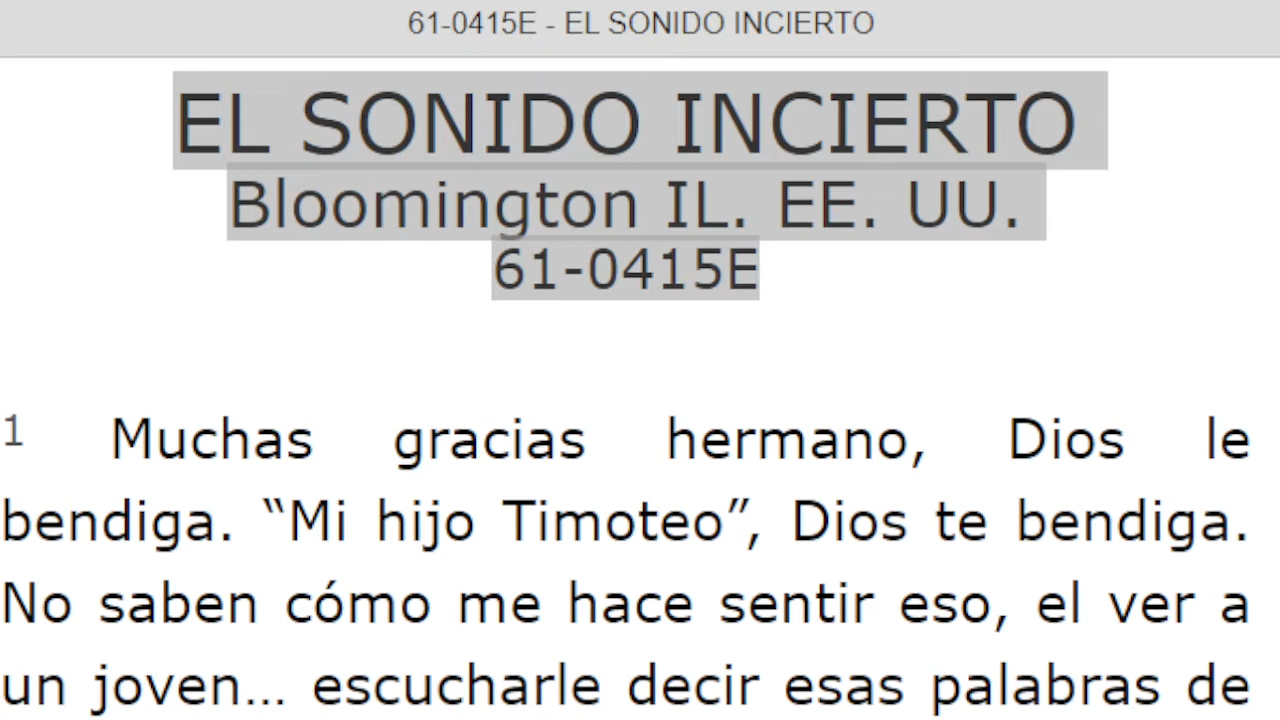 61-0415E - EL SONIDO INCIERTO
EL SONIDO INCIERTO
Bloomington IL. EE. UU.
61-0415E
1 Muchas gracias hermano, Dios le
bendiga. “Mi hijo Timoteo”, Dios te bendiga.
No saben cómo me hace sentir eso, el ver a
un joven... escucharle decir esas palabras de